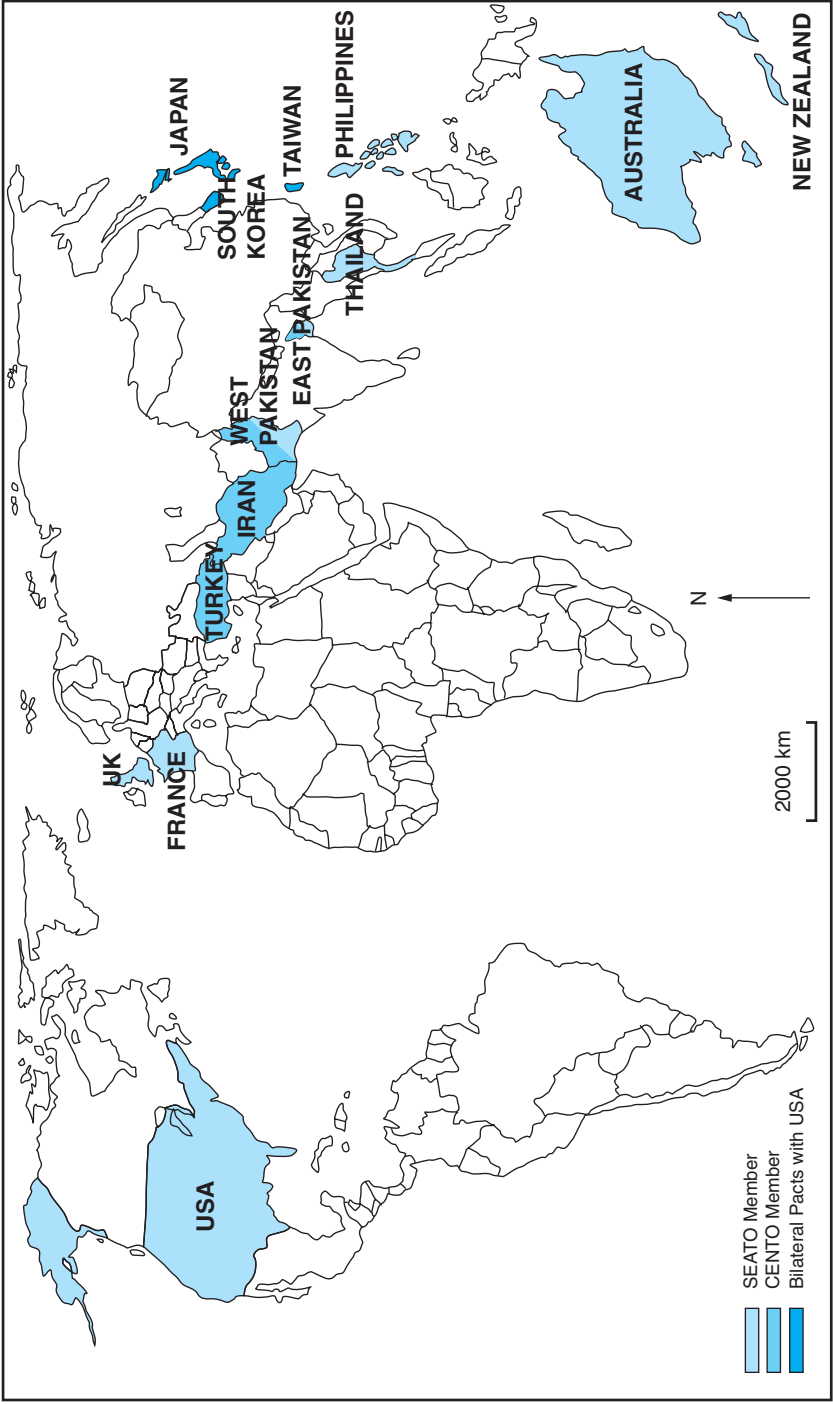 UK
FRANCE
TURKEY
IRAN
WEST
PAKISTAN
EAST PAKISTAN
SOUTH
KOREA
JAPAN
TAIWAN
PHILIPPINES
THAILAND
AUSTRALIA
NEW ZEALAND
USA
N
2000 km
SEATO Member
CENTO Member
Bilateral Pacts with USA